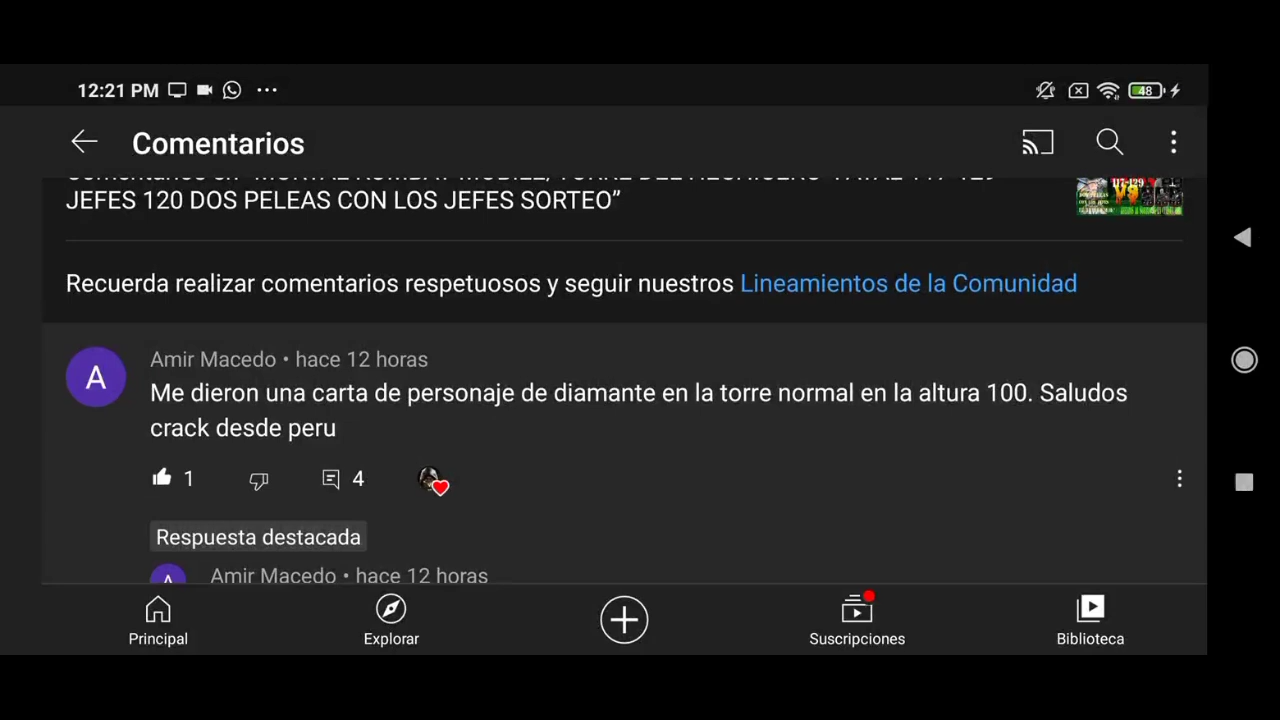 12:21 PM ... 48
Comentarios
JEFES 120 DOS PELEAS CON LOS JEFES SORTEO”
Recuerda realizar comentarios respetuosos y seguir nuestros Lineamientos de la Comunidad
A
Amir Macedo • hace 12 horas
Me dieron una carta de personaje de diamante en la torre normal en la altura 100. Saludos
crack desde peru
1 4
Respuesta destacada
A
Amir Macedo • hace 12 horas
Principal Explorar Suscripciones Biblioteca